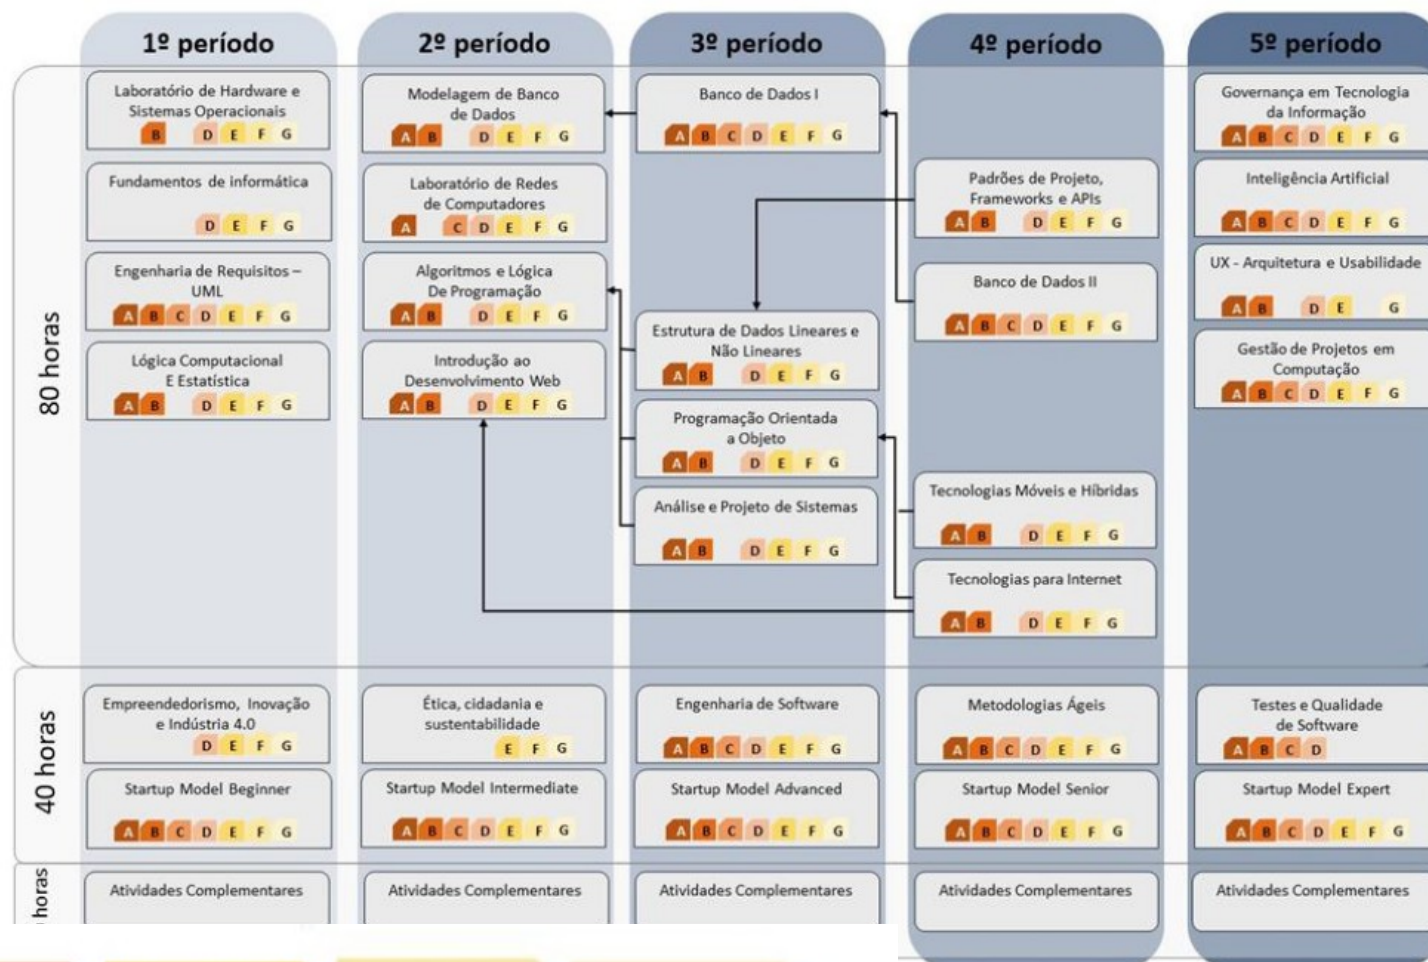 1º período
2º período
3º período
4º período
5º período
80 horas
Laboratório de Hardware e
Sistemas Operacionais
B D E F G
Fundamentos de informática
D E F G
Engenharia de Requisitos –
UML
A B C D E F G
Lógica Computacional
E Estatística
A B D E F G
Modelagem de Banco
de Dados
A B D E F G
Laboratório de Redes
de Computadores
A C D E F G
Algoritmos e Lógica
De Programação
A B D E F G
Introdução ao
Desenvolvimento Web
A B D E F G
Banco de Dados I
A B C D E F G
Estrutura de Dados Lineares e
Não Lineares
A B D E F G
Programação Orientada
a Objeto
A B D E F G
Análise e Projeto de Sistemas
A B D E F G
Padrões de Projeto,
Frameworks e APIs
A B D E F G
Banco de Dados II
A B C D E F G
Tecnologias Móveis e Híbridas
A B D E F G
Tecnologias para Internet
A B D E F G
Governança em Tecnologia
da Informação
A B C D E F G
Inteligência Artificial
A B C D E F G
UX - Arquitetura e Usabilidade
A B D E G
Gestão de Projetos em
Computação
A B C D E F G
40 horas
Empreendedorismo, Inovação
e Indústria 4.0
D E F G
Startup Model Beginner
A B C D E F G
Ética, cidadania e
sustentabilidade
E F G
Startup Model Intermediate
A B C D E F G
Engenharia de Software
A B C D E F G
Startup Model Advanced
A B C D E F G
Metodologias Ágeis
A B C D E F G
Startup Model Senior
A B C D E F G
Testes e Qualidade
de Software
A B C D
Startup Model Expert
A B C D E F G
horas
Atividades Complementares
Atividades Complementares
Atividades Complementares
Atividades Complementares
Atividades Complementares